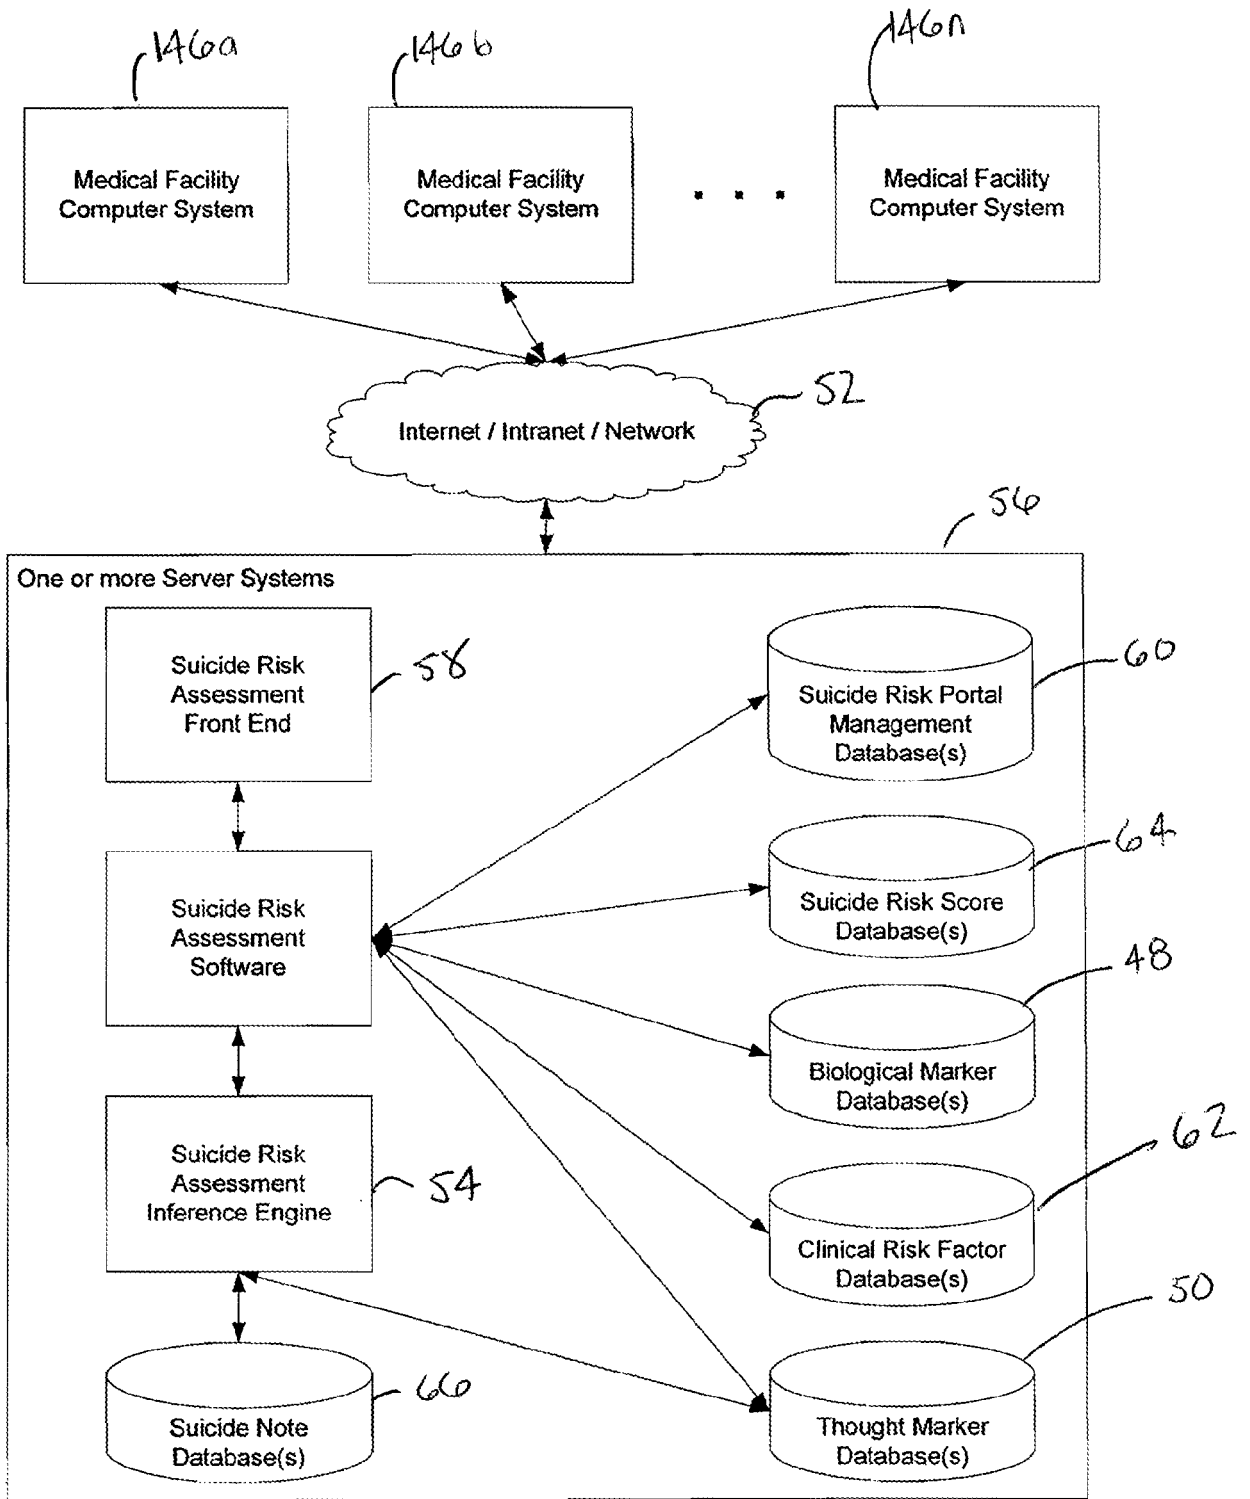 146a
146b
146n
Medical Facility
Computer System
Medical Facility
Computer System
. . .
Medical Facility
Computer System
52
Internet / Intranet / Network
56
One or more Server Systems
Suicide Risk
Assessment
Front End
58
Suicide Risk Portal
Management
Database(s)
60
Suicide Risk
Assessment
Software
Suicide Risk Score
Database(s)
64
Biological Marker
Database(s)
48
Suicide Risk
Assessment
Inference Engine
54
Clinical Risk Factor
Database(s)
62
Suicide Note
Database(s)
66
Thought Marker
Database(s)
50